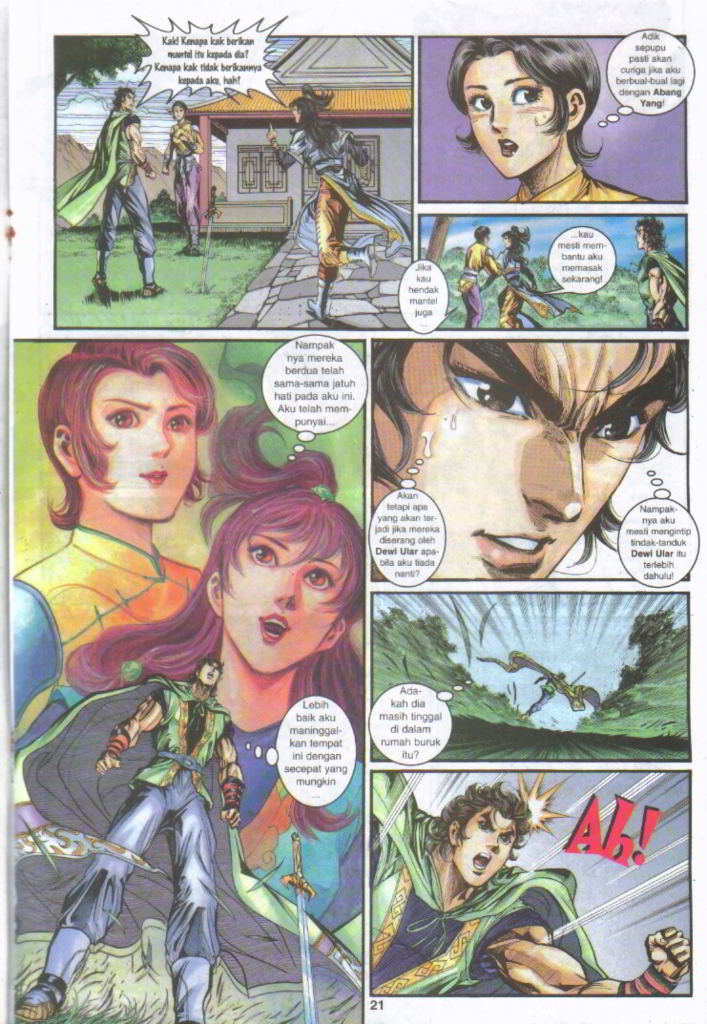 Kak! Kenapa kak berikan
mantel itu kepada dia?
Kenapa kak tidak berikannya
kepada aku, hah?
Adik
sepupu
pasti akan
curiga jika aku
berbual-bual lagi
dengan Abang
Yang!
Jika
kau
hendak
mantel
juga
...
...kau
mesti mem-
bantu aku
memasak
sekarang!
Nampak
nya mereka
berdua telah
sama-sama jatuh
hati pada aku ini.
Aku telah mem-
punyai...
Lebih
baik aku
maninggal-
kan tempat
ini dengan
secepat yang
mungkin
...
Akan
tetapi apa
yang akan ter-
jadi jika mereka
diserang oleh
Dewi Ular apa-
bila aku tiada
nanti?
Nampak-
nya aku
mesti mengintip
tindak-tanduk
Dewi Ular itu
terlebih
dahulu!
Ada-
kah dia
masih tinggal
di dalam
rumah buruk
itu?
Ah!
21